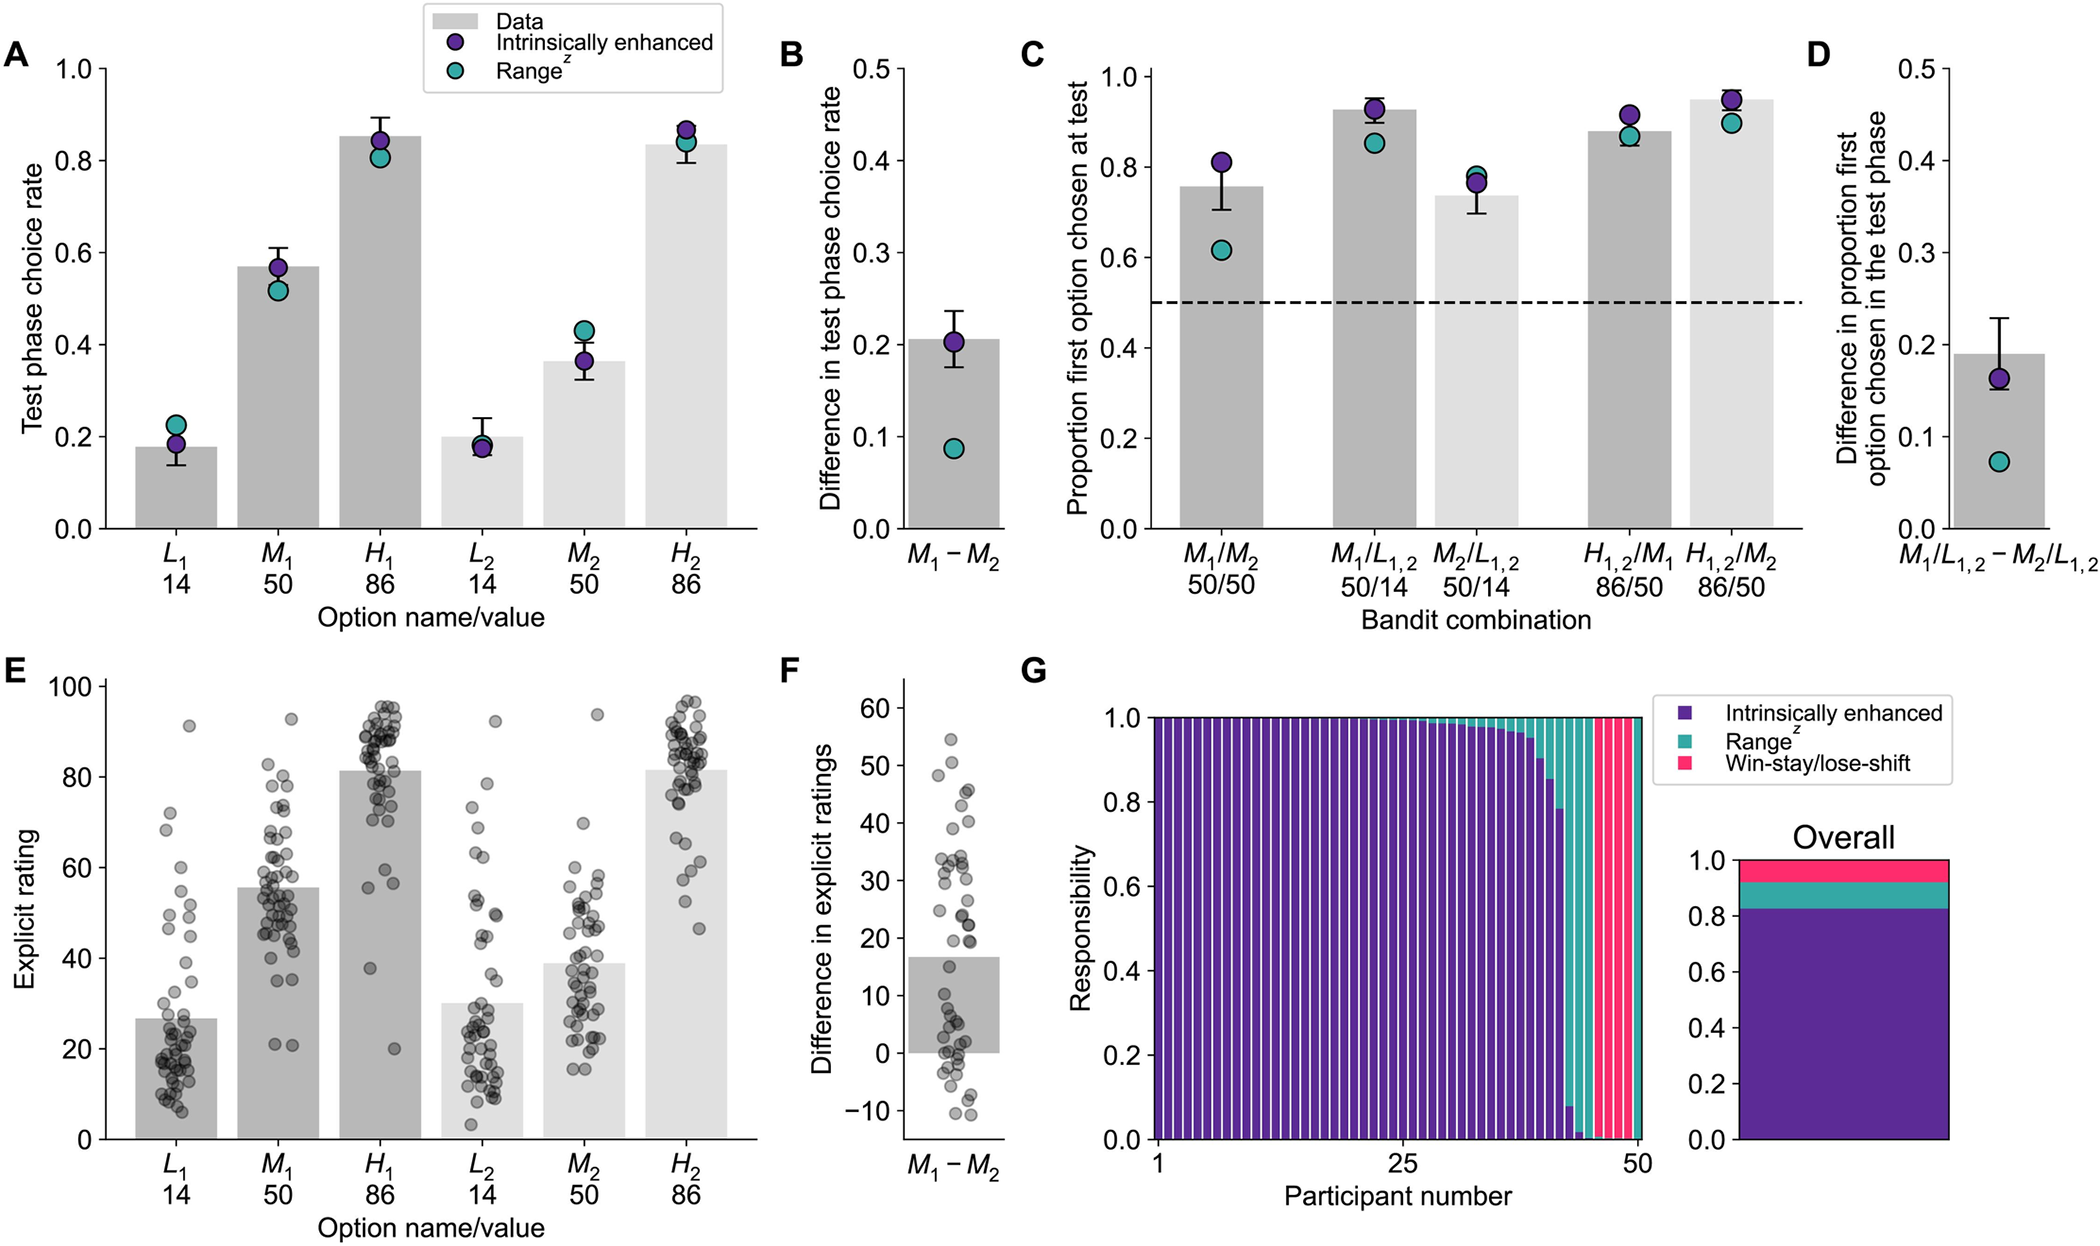 Data
Intrinsically enhanced
Range^z
A
1.0
0.8
0.6
0.4
0.2
0.0
Test phase choice rate
L1 M1 H1 L2 M2 H2
14 50 86 14 50 86
Option name/value
B
0.5
0.4
0.3
0.2
0.1
0.0
Difference in test phase choice rate
M1 − M2
C
1.0
0.8
0.6
0.4
0.2
0.0
Proportion first option chosen at test
M1/M2 M1/L1, 2 M2/L1, 2 H1, 2/M1 H1, 2/M2
50/50 50/14 50/14 86/50 86/50
Bandit combination
D
0.5
0.4
0.3
0.2
0.1
0.0
Difference in proportion first
option chosen in the test phase
M1/L1, 2 − M2/L1, 2
E
100
80
60
40
20
0
Explicit rating
L1 M1 H1 L2 M2 H2
14 50 86 14 50 86
Option name/value
F
60
50
40
30
20
10
0
−10
Difference in explicit ratings
M1 − M2
G
1.0
0.8
0.6
0.4
0.2
0.0
Responsibility
1 25 50
Participant number
Intrinsically enhanced
Range^z
Win-stay/lose-shift
Overall
1.0
0.8
0.6
0.4
0.2
0.0